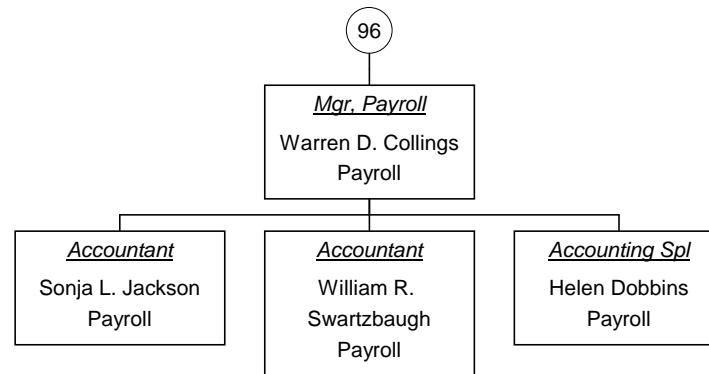 96
Mgr, Payroll
Warren D. Collings
Payroll
Accountant
Sonja L. Jackson
Payroll
Accountant
William R.
Swartzbaugh
Payroll
Accounting Spl
Helen Dobbins
Payroll